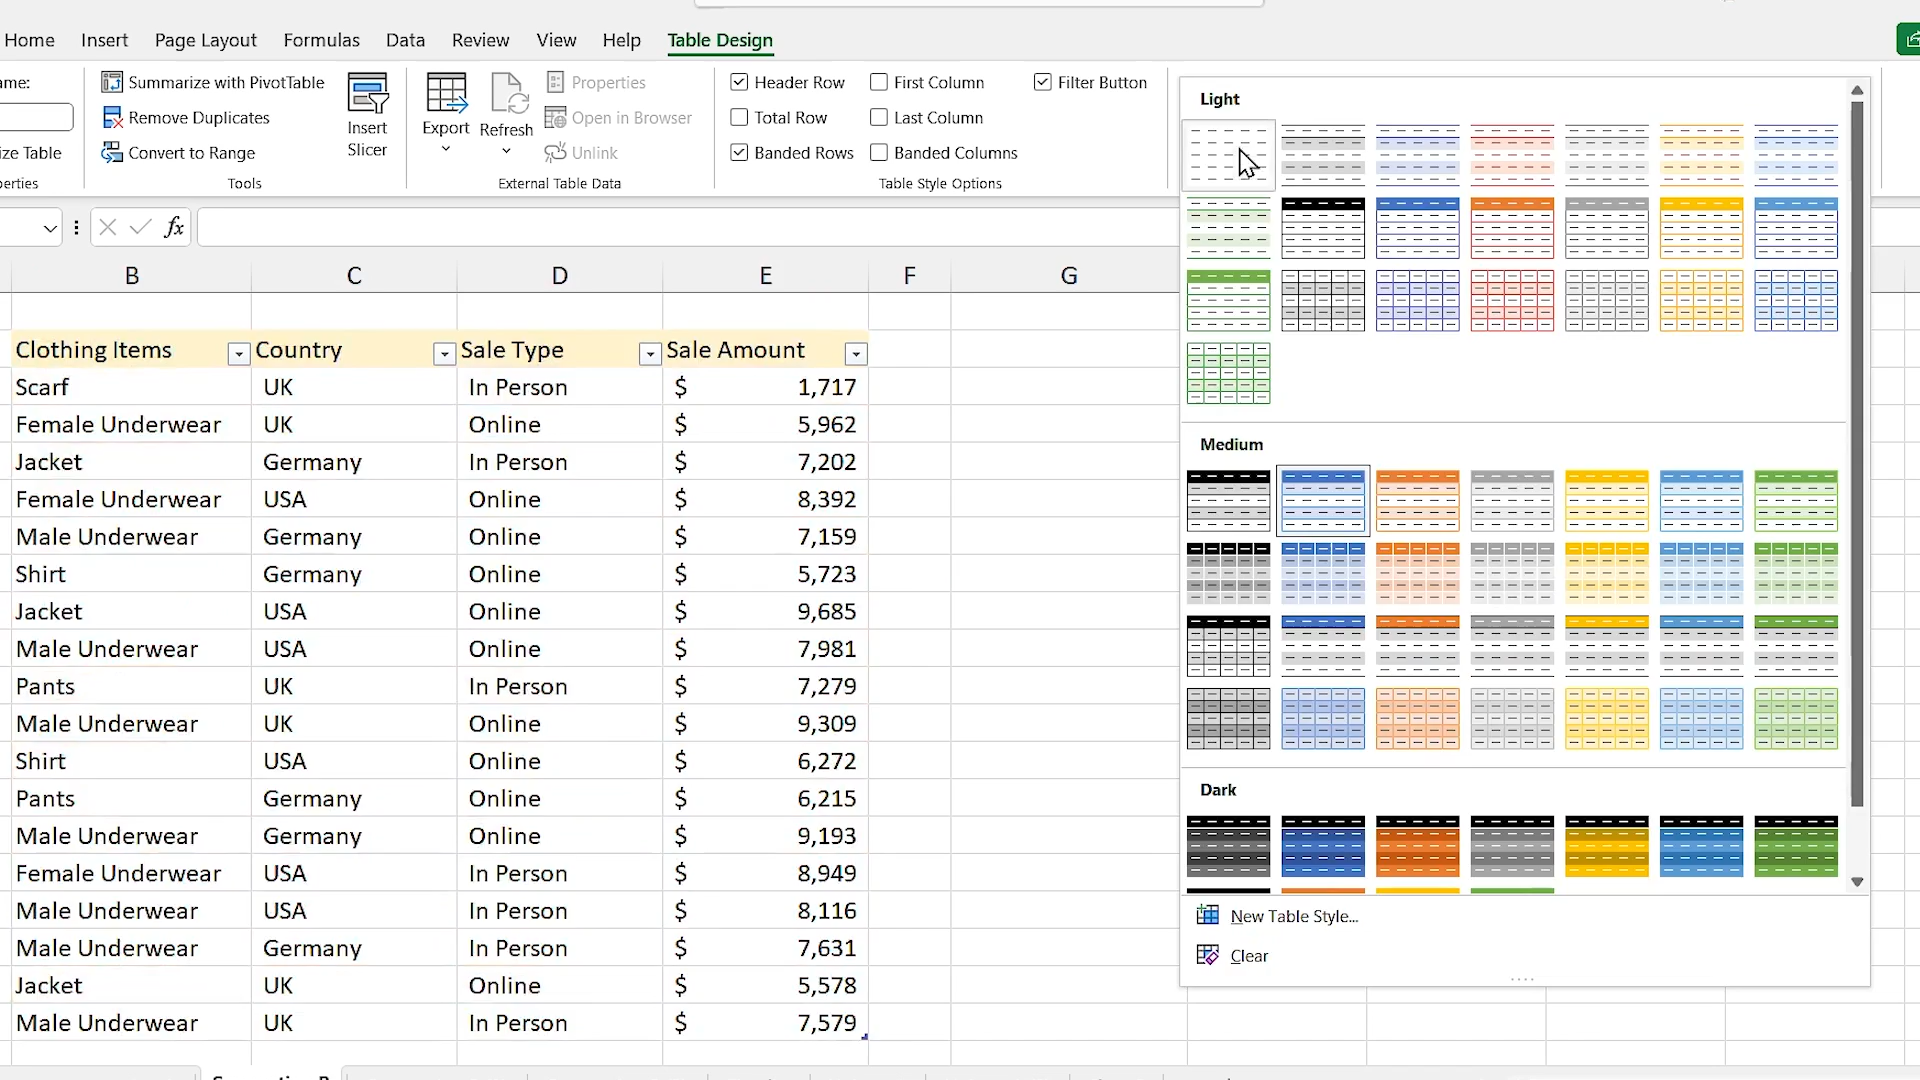 Home Insert Page Layout Formulas Data Review View Help Table Design
ame:
ize Table
erties
Summarize with PivotTable
Remove Duplicates
Convert to Range
Tools
Insert
Slicer
Export
Refresh
Properties
Open in Browser
Unlink
External Table Data
Header Row First Column Filter Button
Total Row Last Column
Banded Rows Banded Columns
Table Style Options
fx
B C D E F G
Clothing Items Country Sale Type Sale Amount
Scarf UK In Person $ 1,717
Female Underwear UK Online $ 5,962
Jacket Germany In Person $ 7,202
Female Underwear USA Online $ 8,392
Male Underwear Germany Online $ 7,159
Shirt Germany Online $ 5,723
Jacket USA Online $ 9,685
Male Underwear USA Online $ 7,981
Pants UK In Person $ 7,279
Male Underwear UK Online $ 9,309
Shirt USA Online $ 6,272
Pants Germany Online $ 6,215
Male Underwear Germany Online $ 9,193
Female Underwear USA In Person $ 8,949
Male Underwear USA In Person $ 8,116
Male Underwear Germany In Person $ 7,631
Jacket UK Online $ 5,578
Male Underwear UK In Person $ 7,579
Light
Medium
Dark
New Table Style...
Clear